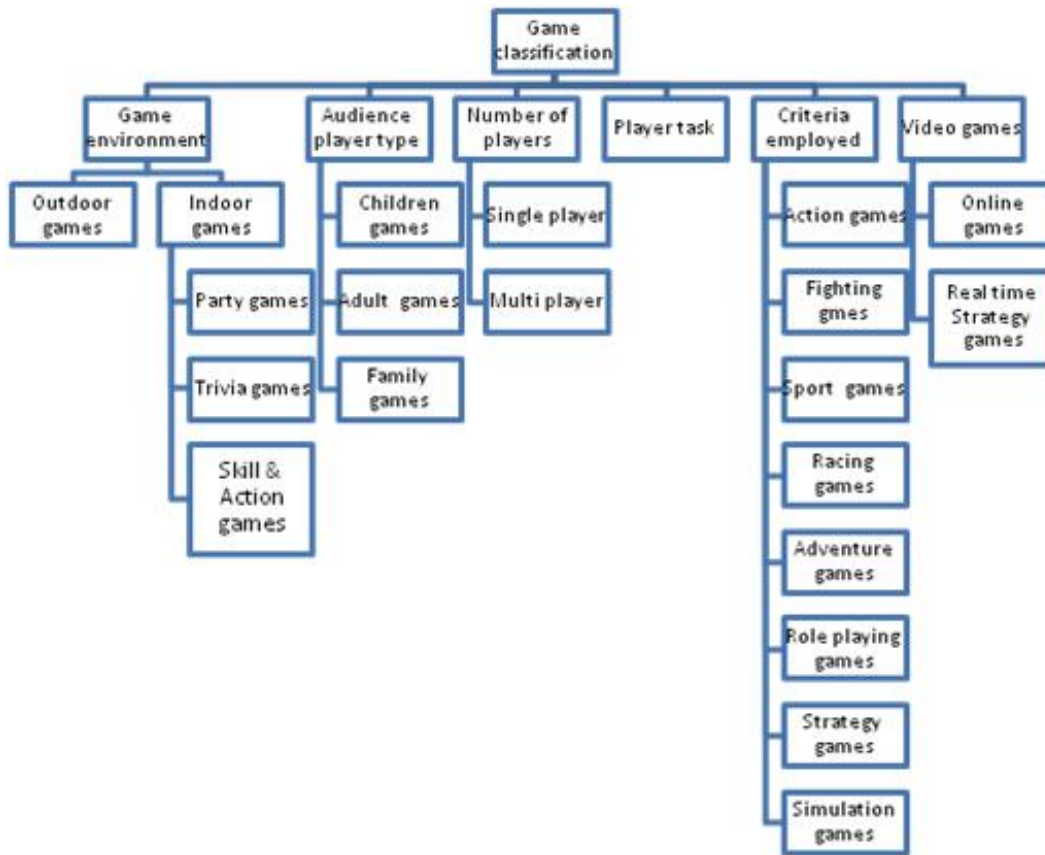 Game
classification
Game
environment
Audience
player type
Number of
players
Player task
Criteria
employed
Video games
Outdoor
games
Indoor
games
Children
games
Single player
Action games
Online
games
Party games
Adult games
Multi player
Fighting
gmes
Real time
Strategy
games
Trivia games
Family
games
Sport games
Skill &
Action
games
Racing
games
Adventure
games
Role playing
games
Strategy
games
Simulation
games